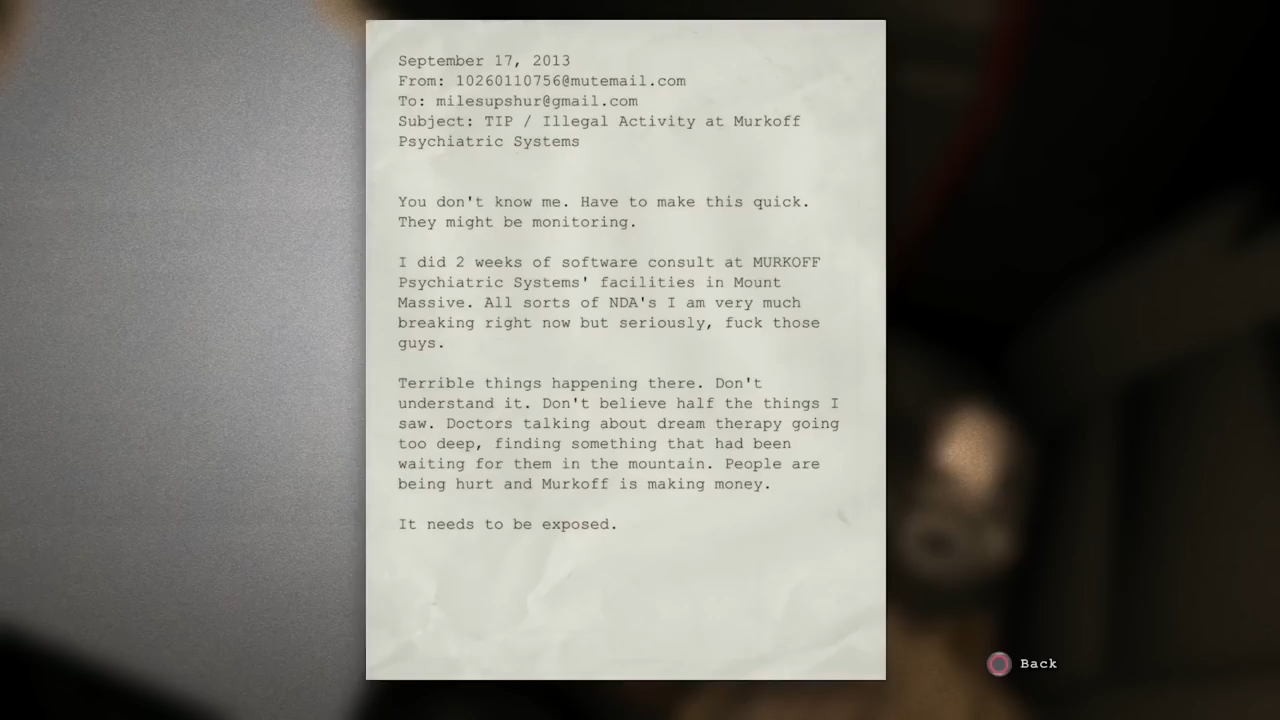 September 17, 2013
From: 10260110756@mutemail.com
To: milesupshur@gmail.com
Subject: TIP / Illegal Activity at Murkoff
Psychiatric Systems
You don't know me. Have to make this quick.
They might be monitoring.
I did 2 weeks of software consult at MURKOFF
Psychiatric Systems' facilities in Mount
Massive. All sorts of NDA's I am very much
breaking right now but seriously, fuck those
guys.
Terrible things happening there. Don't
understand it. Don't believe half the things I
saw. Doctors talking about dream therapy going
too deep, finding something that had been
waiting for them in the mountain. People are
being hurt and Murkoff is making money.
It needs to be exposed.
Back